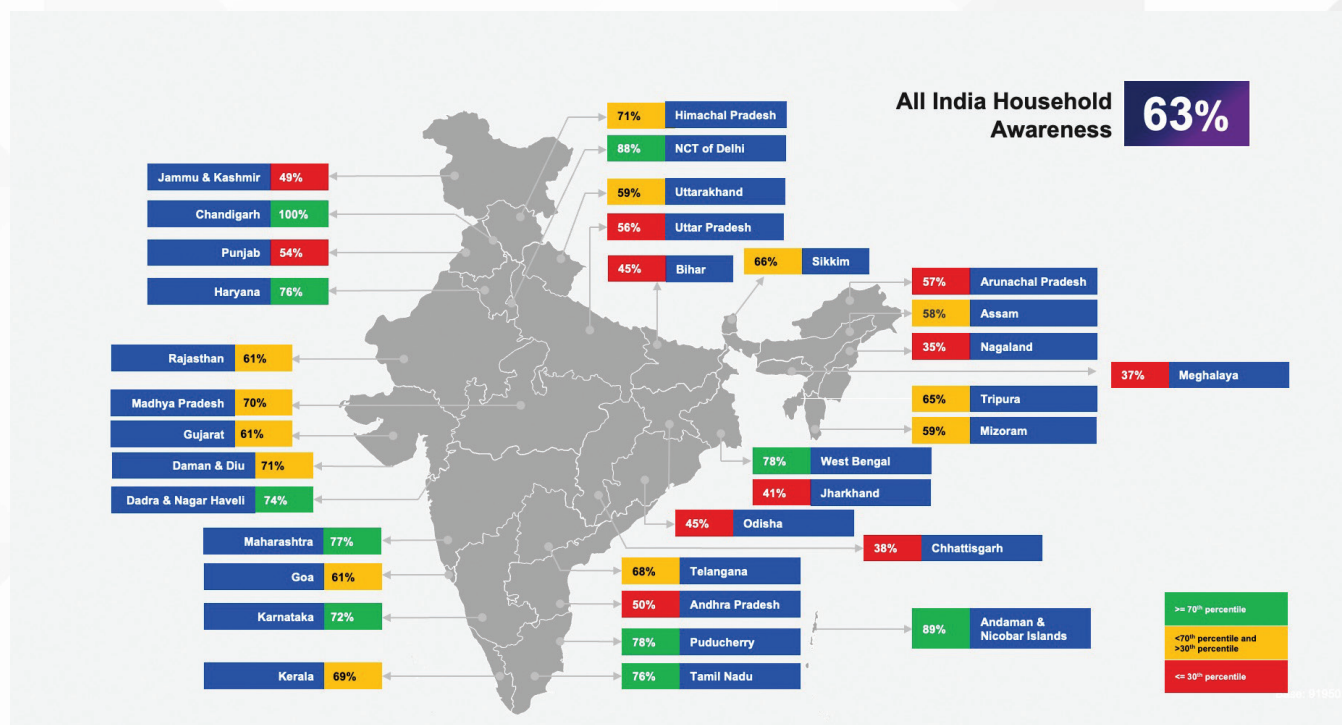 All India Household
Awareness
63%
71% Himachal Pradesh
88% NCT of Delhi
59% Uttarakhand
56% Uttar Pradesh
45% Bihar
66% Sikkim
Jammu & Kashmir 49%
Chandigarh 100%
Punjab 54%
Haryana 76%
Rajasthan 61%
Madhya Pradesh 70%
Gujarat 61%
Daman & Diu 71%
Dadra & Nagar Haveli 74%
Maharashtra 77%
Goa 61%
Karnataka 72%
Kerala 69%
57% Arunachal Pradesh
58% Assam
35% Nagaland
37% Meghalaya
65% Tripura
59% Mizoram
78% West Bengal
41% Jharkhand
45% Odisha
38% Chhattisgarh
68% Telangana
50% Andhra Pradesh
78% Puducherry
76% Tamil Nadu
89% Andaman &
Nicobar Islands
>= 70th percentile
<70th percentile and
>30th percentile
<= 30th percentile